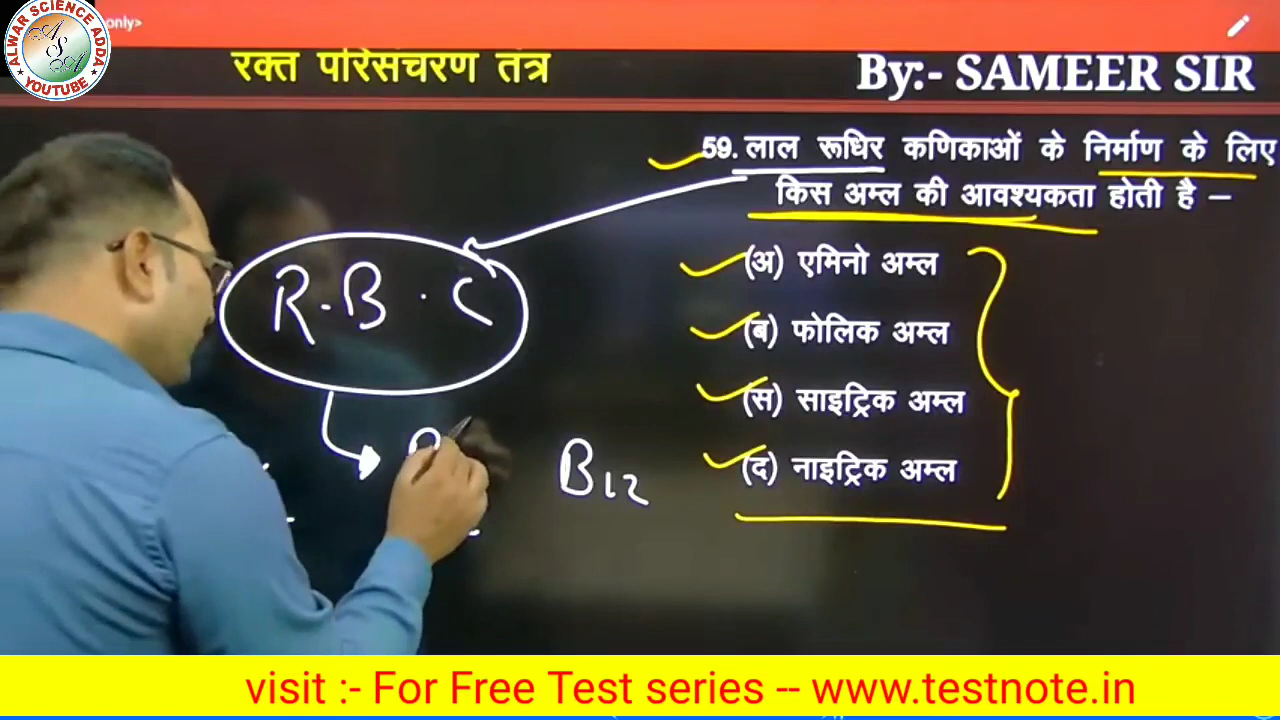 ALWAR SCIENCE ADDA
ASA
YOUTUBE
only>
रक्त परिसंचरण तंत्र
By:- SAMEER SIR
59. लाल रूधिर कणिकाओं के निर्माण के लिए
किस अम्ल की आवश्यकता होती है –
(अ) एमिनो अम्ल
(ब) फोलिक अम्ल
(स) साइट्रिक अम्ल
(द) नाइट्रिक अम्ल
R.B.C
B12
visit :- For Free Test series -- www.testnote.in